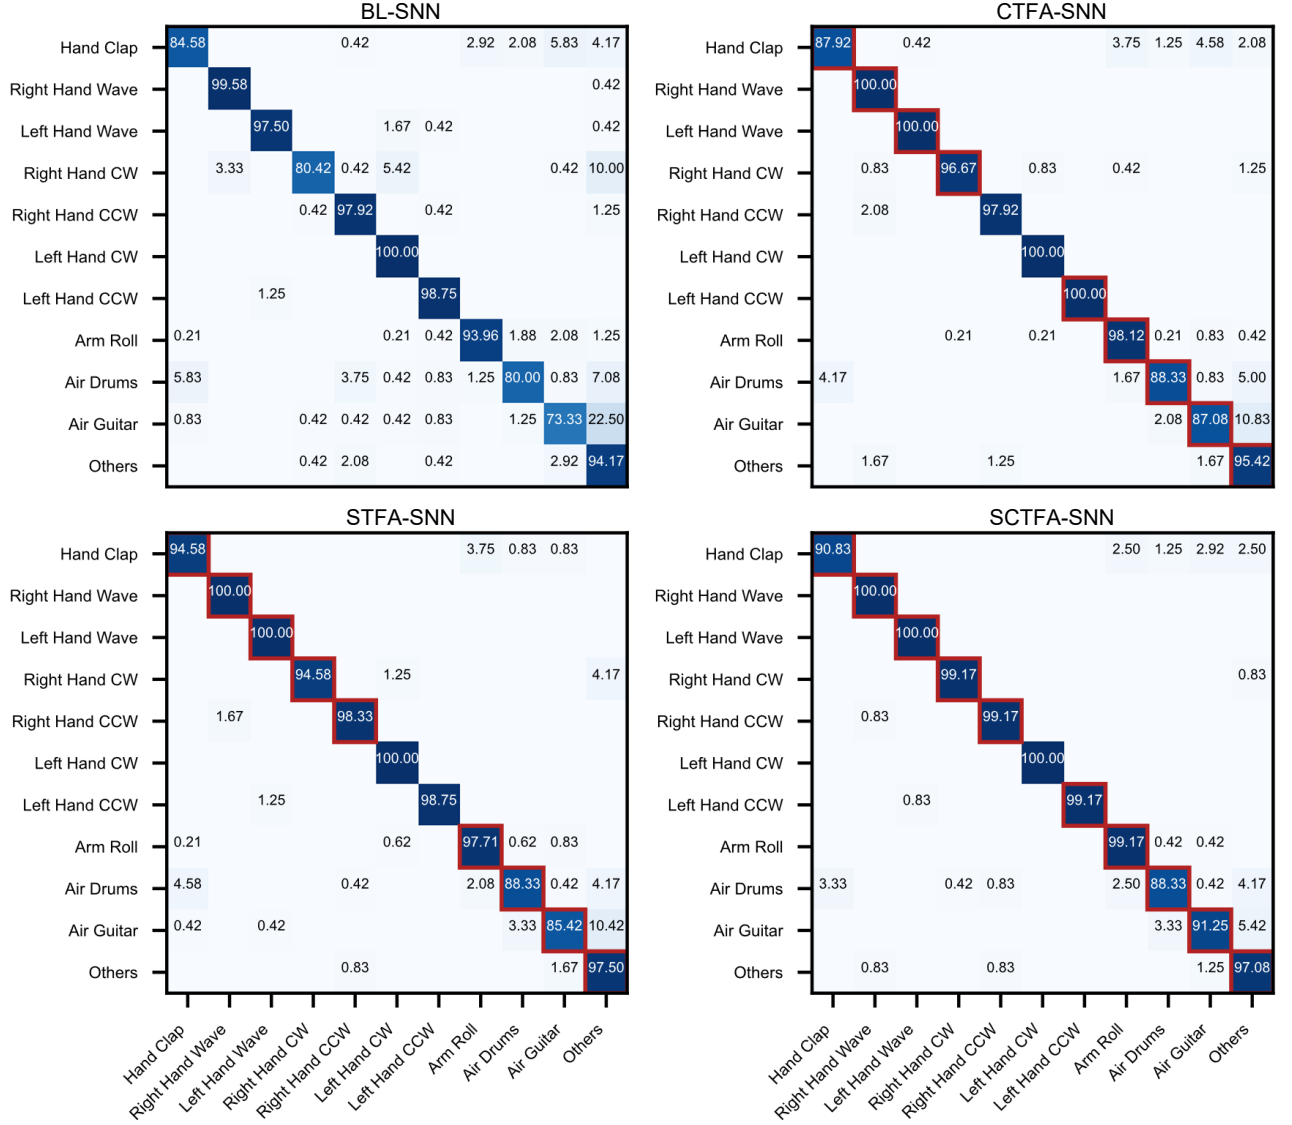 BL-SNN
Hand Clap 84.58 0.42 2.92 2.08 5.83 4.17
Right Hand Wave 99.58 0.42
Left Hand Wave 97.50 1.67 0.42 0.42
Right Hand CW 3.33 80.42 0.42 5.42 0.42 10.00
Right Hand CCW 0.42 97.92 0.42 1.25
Left Hand CW 100.00
Left Hand CCW 1.25 98.75
Arm Roll 0.21 0.21 0.42 93.96 1.88 2.08 1.25
Air Drums 5.83 3.75 0.42 0.83 1.25 80.00 0.83 7.08
Air Guitar 0.83 0.42 0.42 0.42 0.83 1.25 73.33 22.50
Others 0.42 2.08 0.42 2.92 94.17
CTFA-SNN
Hand Clap 87.92 0.42 3.75 1.25 4.58 2.08
Right Hand Wave 100.00
Left Hand Wave 100.00
Right Hand CW 0.83 96.67 0.83 0.42 1.25
Right Hand CCW 2.08 97.92
Left Hand CW 100.00
Left Hand CCW 100.00
Arm Roll 0.21 0.21 98.12 0.21 0.83 0.42
Air Drums 4.17 1.67 88.33 0.83 5.00
Air Guitar 2.08 87.08 10.83
Others 1.67 1.25 1.67 95.42
STFA-SNN
Hand Clap 94.58 3.75 0.83 0.83
Right Hand Wave 100.00
Left Hand Wave 100.00
Right Hand CW 94.58 1.25 4.17
Right Hand CCW 1.67 98.33
Left Hand CW 100.00
Left Hand CCW 1.25 98.75
Arm Roll 0.21 0.62 97.71 0.62 0.83
Air Drums 4.58 0.42 2.08 88.33 0.42 4.17
Air Guitar 0.42 0.42 3.33 85.42 10.42
Others 0.83 1.67 97.50
Hand Clap
Right Hand Wave
Left Hand Wave
Right Hand CW
Right Hand CCW
Left Hand CW
Left Hand CCW
Arm Roll
Air Drums
Air Guitar
Others
SCTFA-SNN
Hand Clap 90.83 2.50 1.25 2.92 2.50
Right Hand Wave 100.00
Left Hand Wave 100.00
Right Hand CW 99.17 0.83
Right Hand CCW 0.83 99.17
Left Hand CW 100.00
Left Hand CCW 0.83 99.17
Arm Roll 99.17 0.42 0.42
Air Drums 3.33 0.42 0.83 2.50 88.33 0.42 4.17
Air Guitar 3.33 91.25 5.42
Others 0.83 0.83 1.25 97.08
Hand Clap
Right Hand Wave
Left Hand Wave
Right Hand CW
Right Hand CCW
Left Hand CW
Left Hand CCW
Arm Roll
Air Drums
Air Guitar
Others